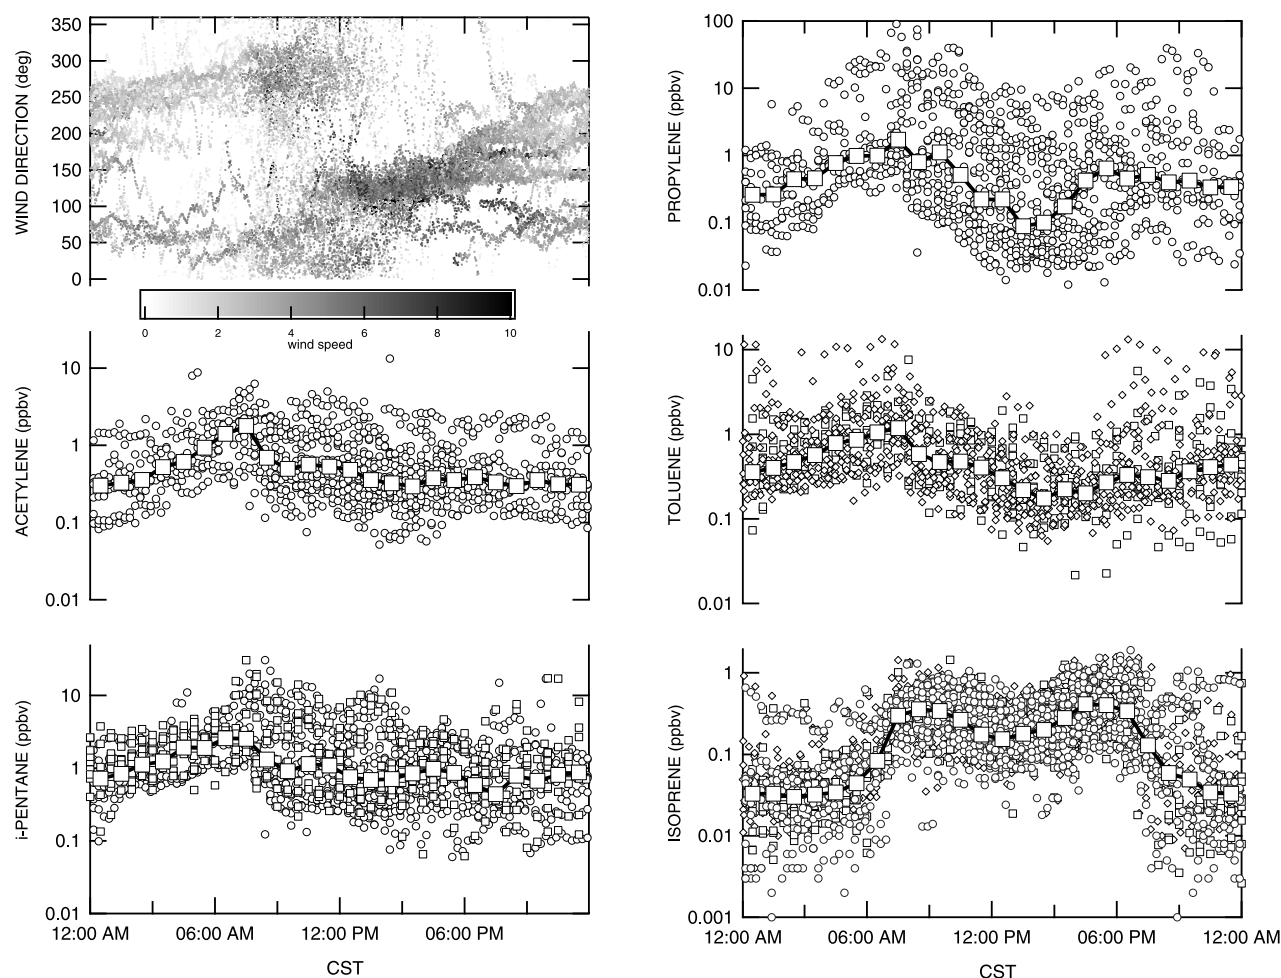 WIND DIRECTION (deg)
350
300
250
200
150
100
50
0
0 2 4 6 8 10
wind speed
PROPYLENE (ppbv)
100
10
1
0.1
0.01
ACETYLENE (ppbv)
10
1
0.1
0.01
TOLUENE (ppbv)
10
1
0.1
0.01
i-PENTANE (ppbv)
10
1
0.1
0.01
12:00 AM 06:00 AM 12:00 PM 06:00 PM
CST
ISOPRENE (ppbv)
1
0.1
0.01
0.001
12:00 AM 06:00 AM 12:00 PM 06:00 PM 12:00 AM
CST